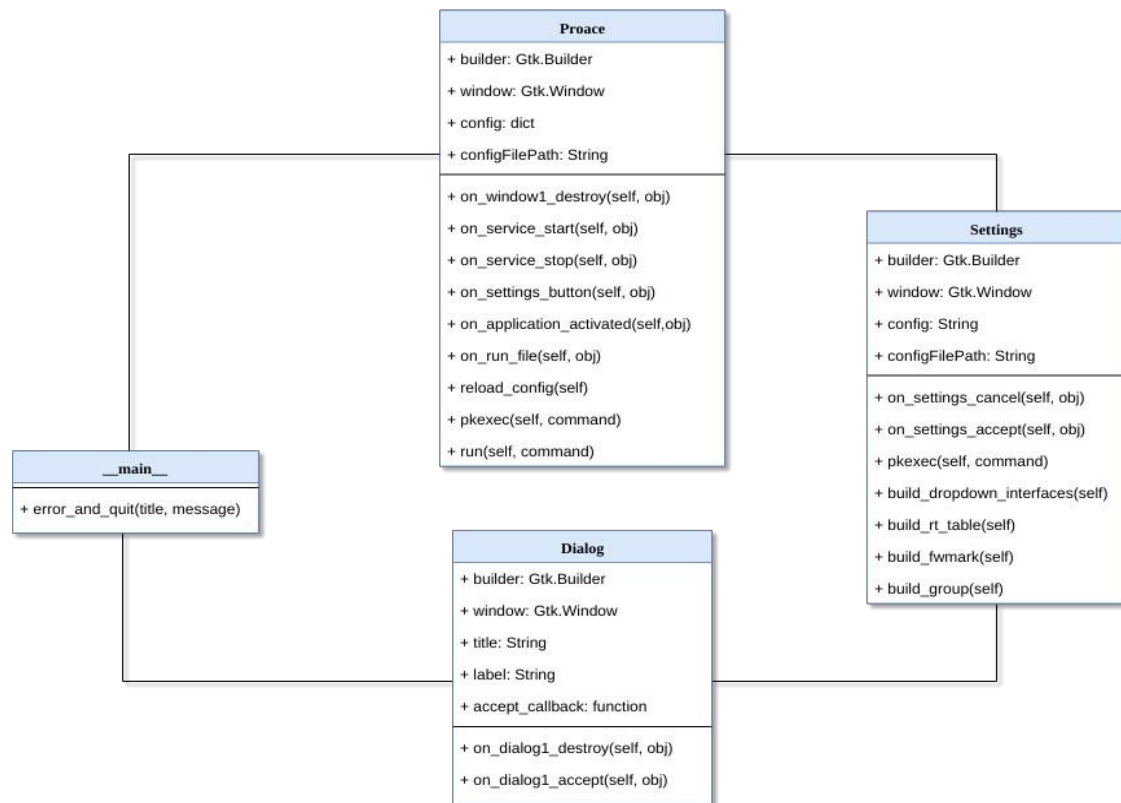 Proace
+ builder: Gtk.Builder
+ window: Gtk.Window
+ config: dict
+ configFilePath: String
+ on_window1_destroy(self, obj)
+ on_service_start(self, obj)
+ on_service_stop(self, obj)
+ on_settings_button(self, obj)
+ on_application_activated(self,obj)
+ on_run_file(self, obj)
+ reload_config(self)
+ pkexec(self, command)
+ run(self, command)
Settings
+ builder: Gtk.Builder
+ window: Gtk.Window
+ config: String
+ configFilePath: String
+ on_settings_cancel(self, obj)
+ on_settings_accept(self, obj)
+ pkexec(self, command)
+ build_dropdown_interfaces(self)
+ build_rt_table(self)
+ build_fwmark(self)
+ build_group(self)
__main__
+ error_and_quit(title, message)
Dialog
+ builder: Gtk.Builder
+ window: Gtk.Window
+ title: String
+ label: String
+ accept_callback: function
+ on_dialog1_destroy(self, obj)
+ on_dialog1_accept(self, obj)